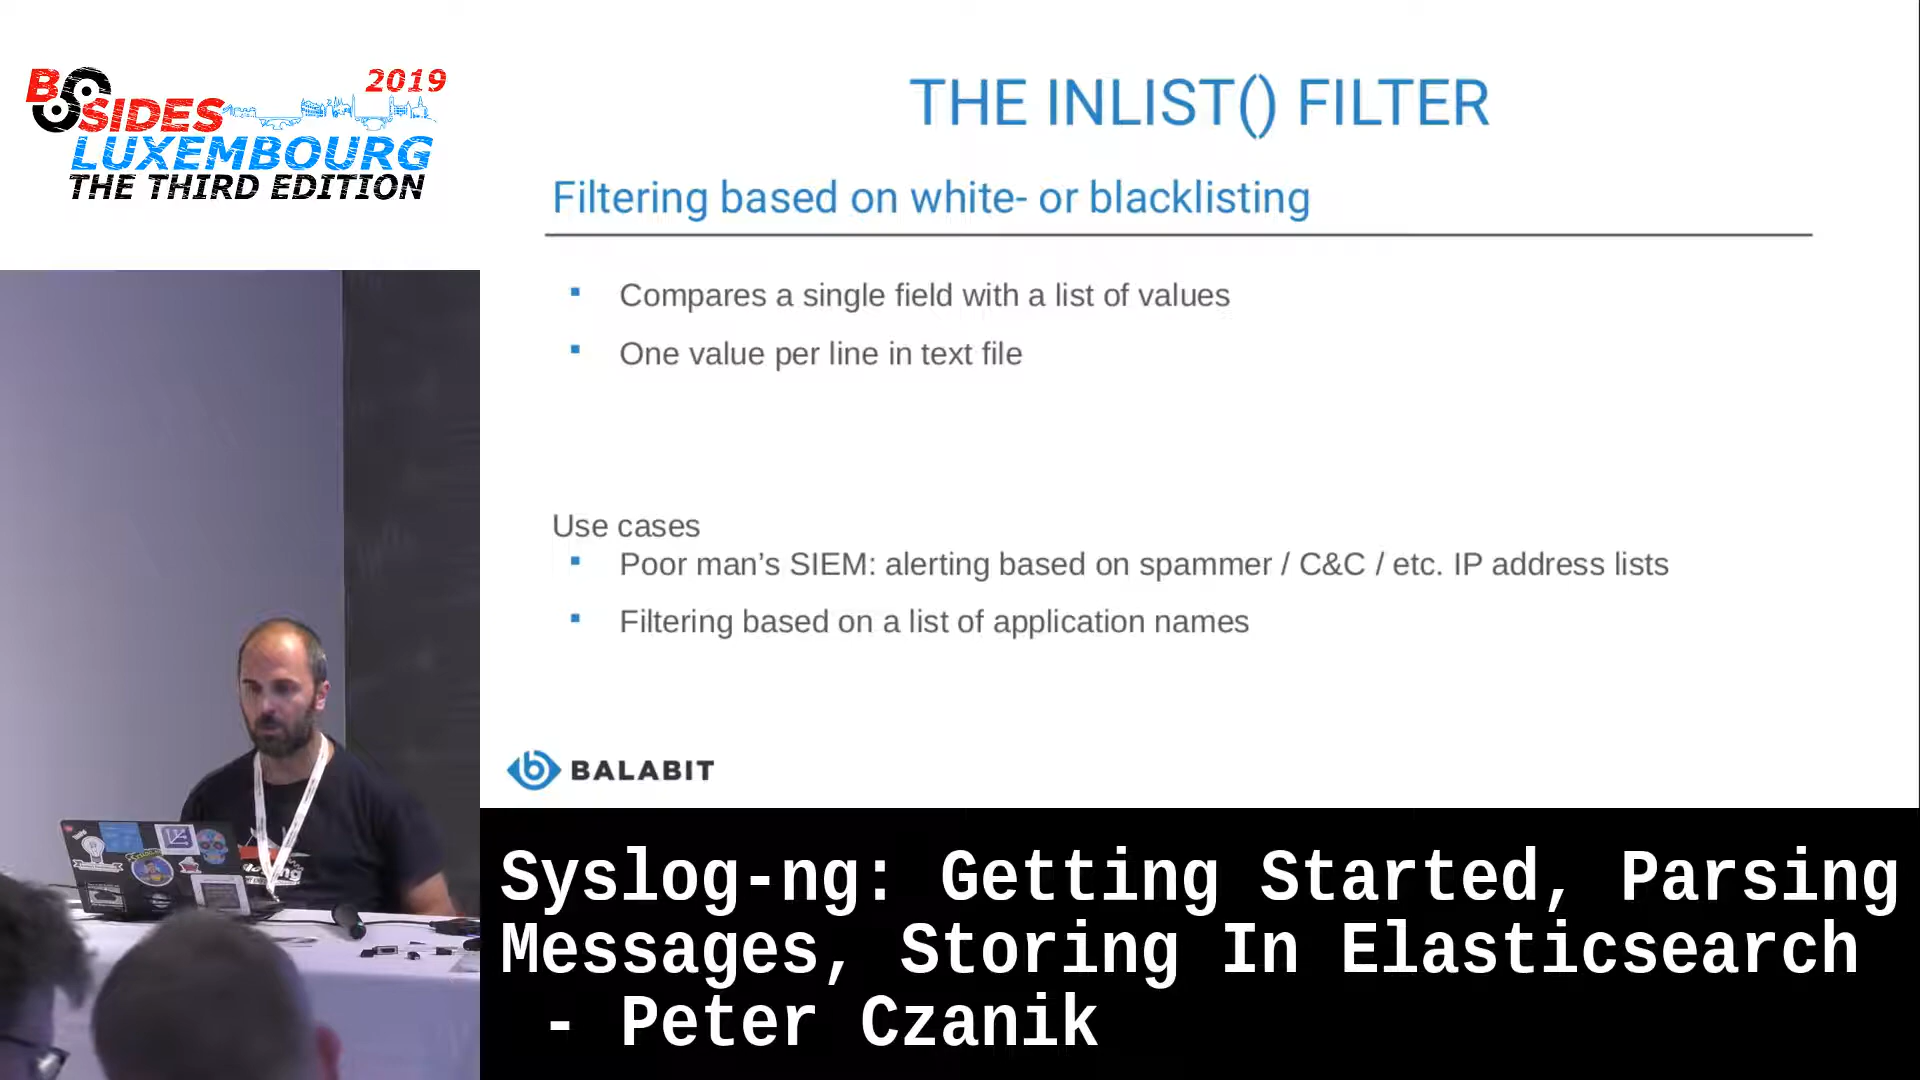 2019
BSIDES
LUXEMBOURG
THE THIRD EDITION
THE INLIST() FILTER
Filtering based on white- or blacklisting
Compares a single field with a list of values
One value per line in text file
Use cases
Poor man’s SIEM: alerting based on spammer / C&C / etc. IP address lists
Filtering based on a list of application names
BALABIT
Syslog-ng: Getting Started, Parsing
Messages, Storing In Elasticsearch
- Peter Czanik